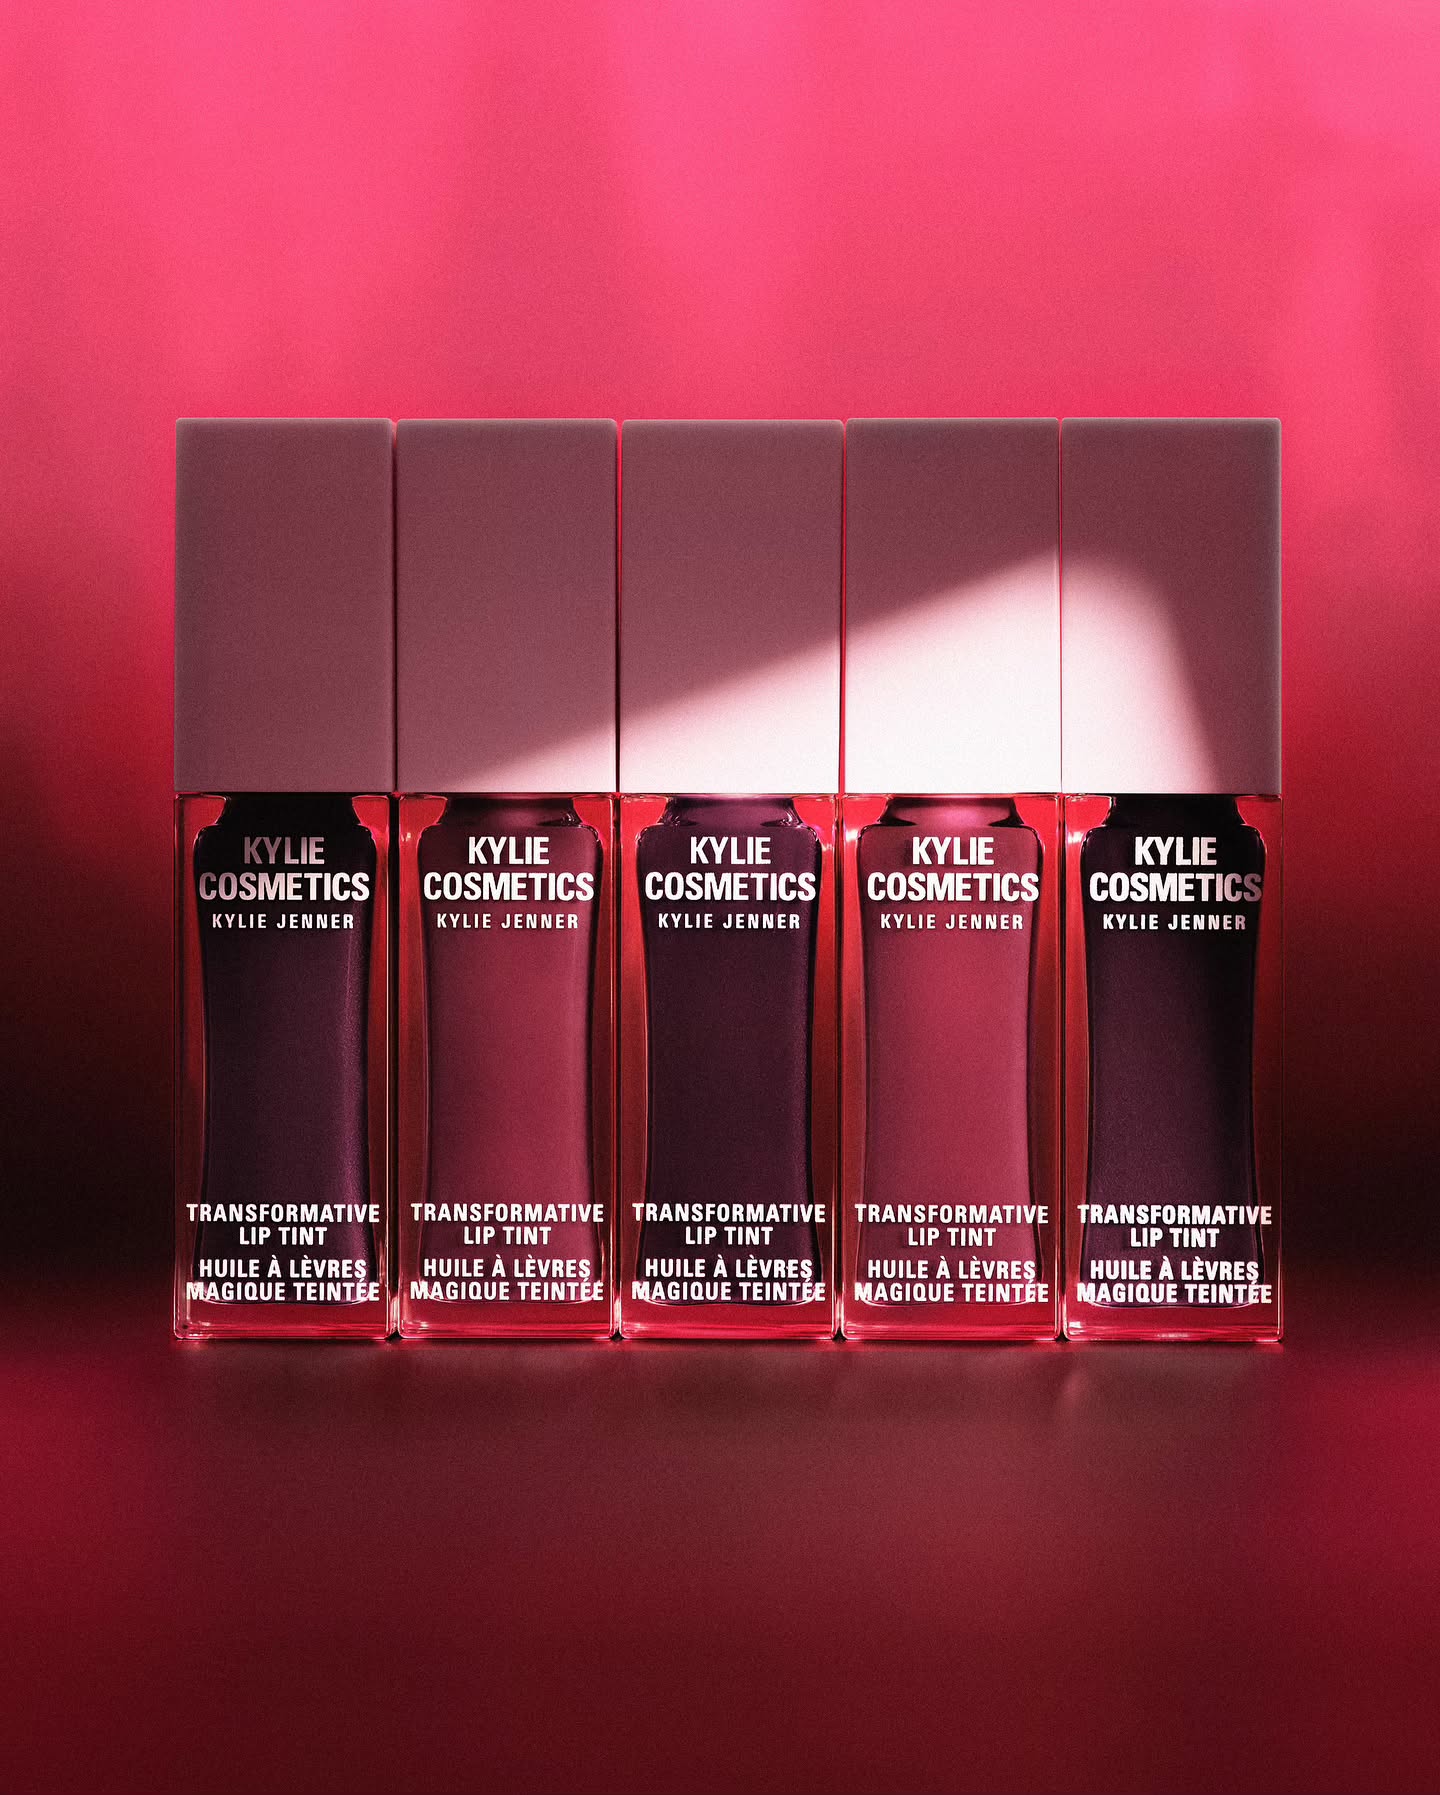 KYLIE
COSMETICS
KYLIE JENNER
TRANSFORMATIVE
LIP TINT
HUILE À LÈVRES
MAGIQUE TEINTÉE
KYLIE
COSMETICS
KYLIE JENNER
TRANSFORMATIVE
LIP TINT
HUILE À LÈVRES
MAGIQUE TEINTÉE
KYLIE
COSMETICS
KYLIE JENNER
TRANSFORMATIVE
LIP TINT
HUILE À LÈVRES
MAGIQUE TEINTÉE
KYLIE
COSMETICS
KYLIE JENNER
TRANSFORMATIVE
LIP TINT
HUILE À LÈVRES
MAGIQUE TEINTÉE
KYLIE
COSMETICS
KYLIE JENNER
TRANSFORMATIVE
LIP TINT
HUILE À LÈVRES
MAGIQUE TEINTÉE